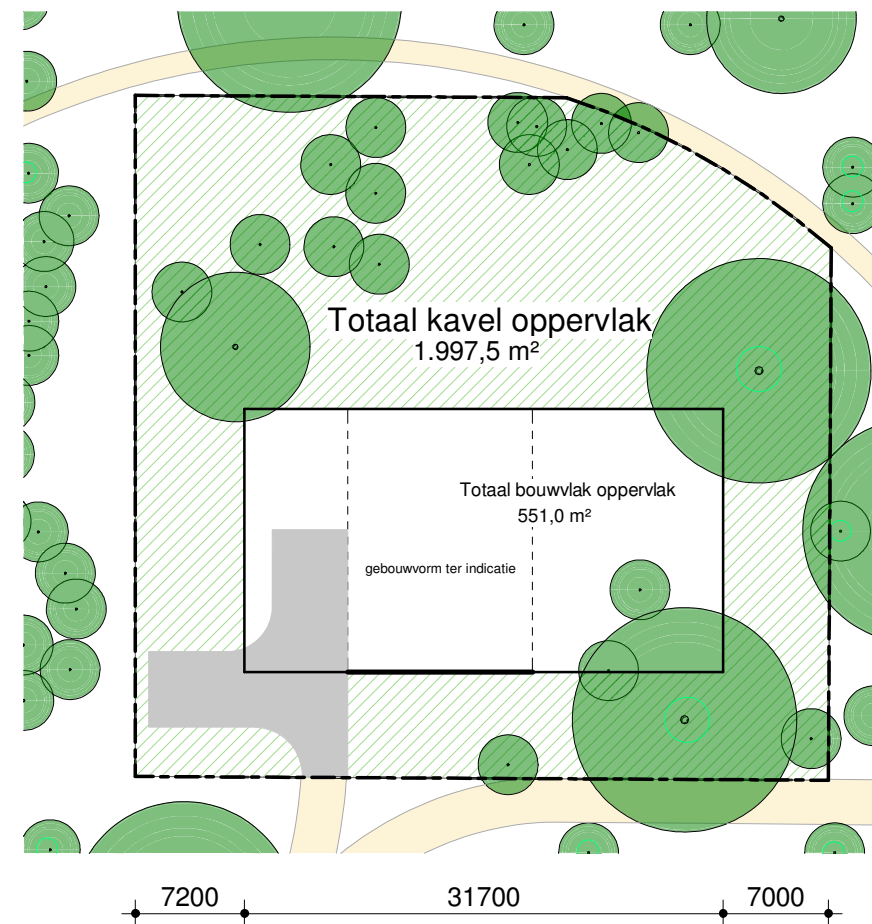 Totaal kavel oppervlak
1.997,5 m²
Totaal bouwvlak oppervlak
551,0 m²
gebouwvorm ter indicatie
7200 31700 7000